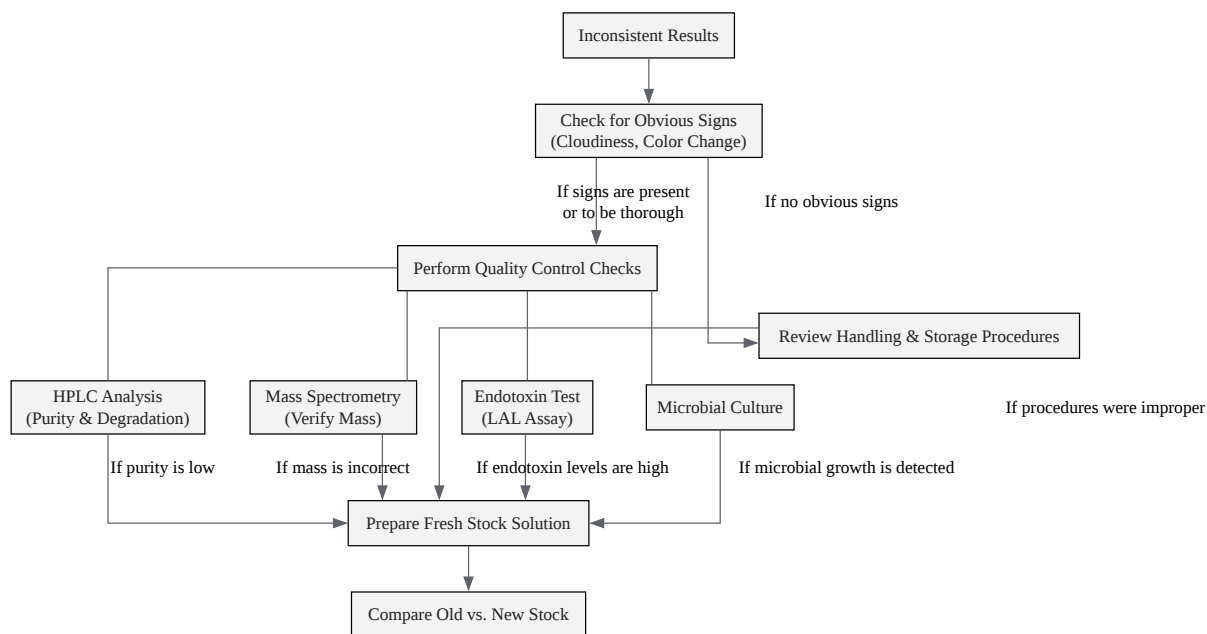 Inconsistent Results
Check for Obvious Signs
(Cloudiness, Color Change)
If signs are present
or to be thorough
If no obvious signs
Perform Quality Control Checks
Review Handling & Storage Procedures
HPLC Analysis
(Purity & Degradation)
Mass Spectrometry
(Verify Mass)
Endotoxin Test
(LAL Assay)
Microbial Culture
If procedures were improper
If purity is low
If mass is incorrect
If endotoxin levels are high
If microbial growth is detected
Prepare Fresh Stock Solution
Compare Old vs. New Stock